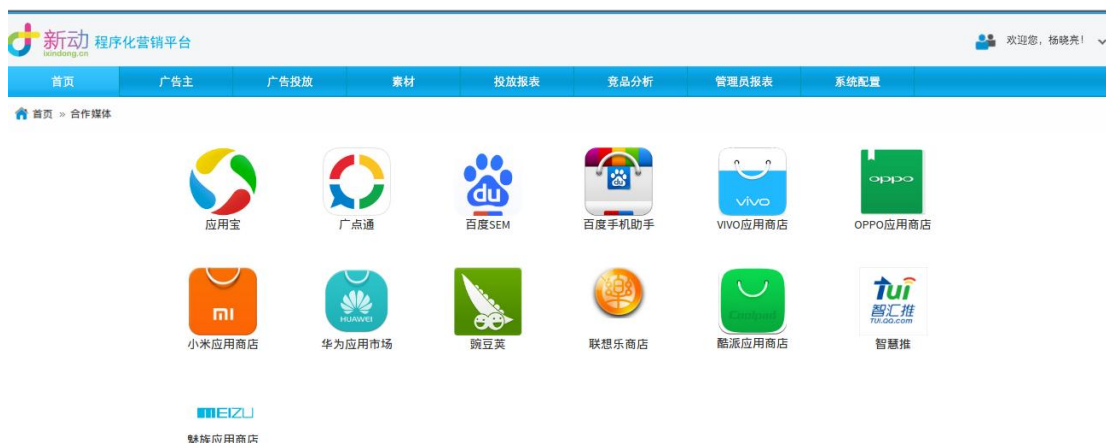 新动 程序化营销平台
iiondong.cn
欢迎您，杨晓亮！
首页 广告主 广告投放 素材 投放报表 竞品分析 管理员报表 系统配置
首页 » 合作媒体
du
vivo
oppo
应用宝 广点通 百度SEM 百度手机助手 VIVO应用商店 OPPO应用商店
MI
HUAWEI
樂
Coolpad
Tui
智汇推
TUI.QQ.com
小米应用商店 华为应用市场 豌豆荚 联想乐商店 酷派应用商店 智慧推
MEIZU
魅族应用商店